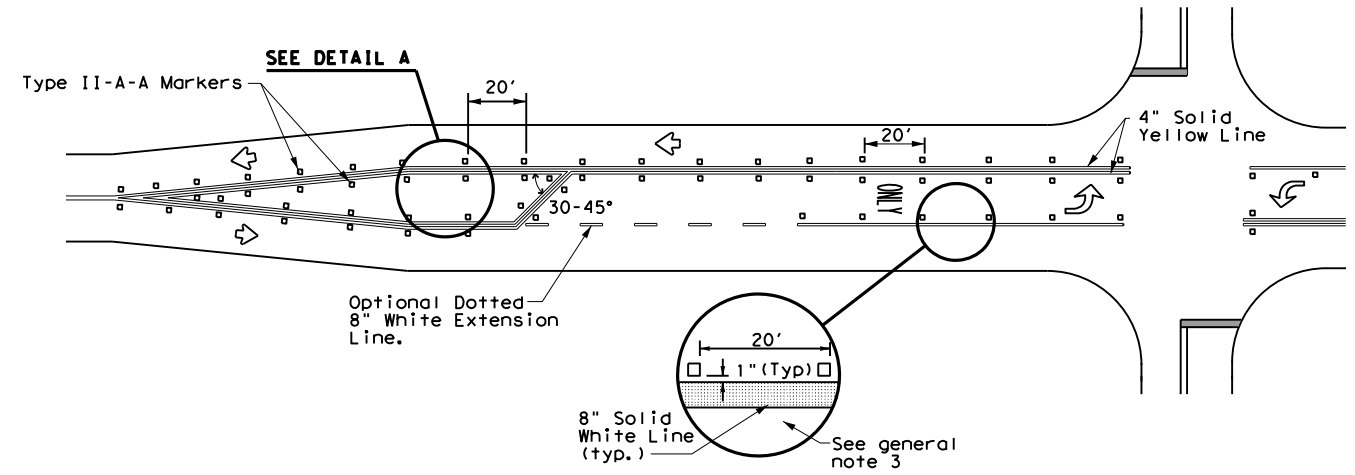 SEE DETAIL A
Type II-A-A Markers
20'
20'
4" Solid
Yellow Line
ONLY
30-45°
Optional Dotted
8" White Extension
Line.
20'
1"(Typ)
8" Solid
White Line
(typ.)
See general
note 3